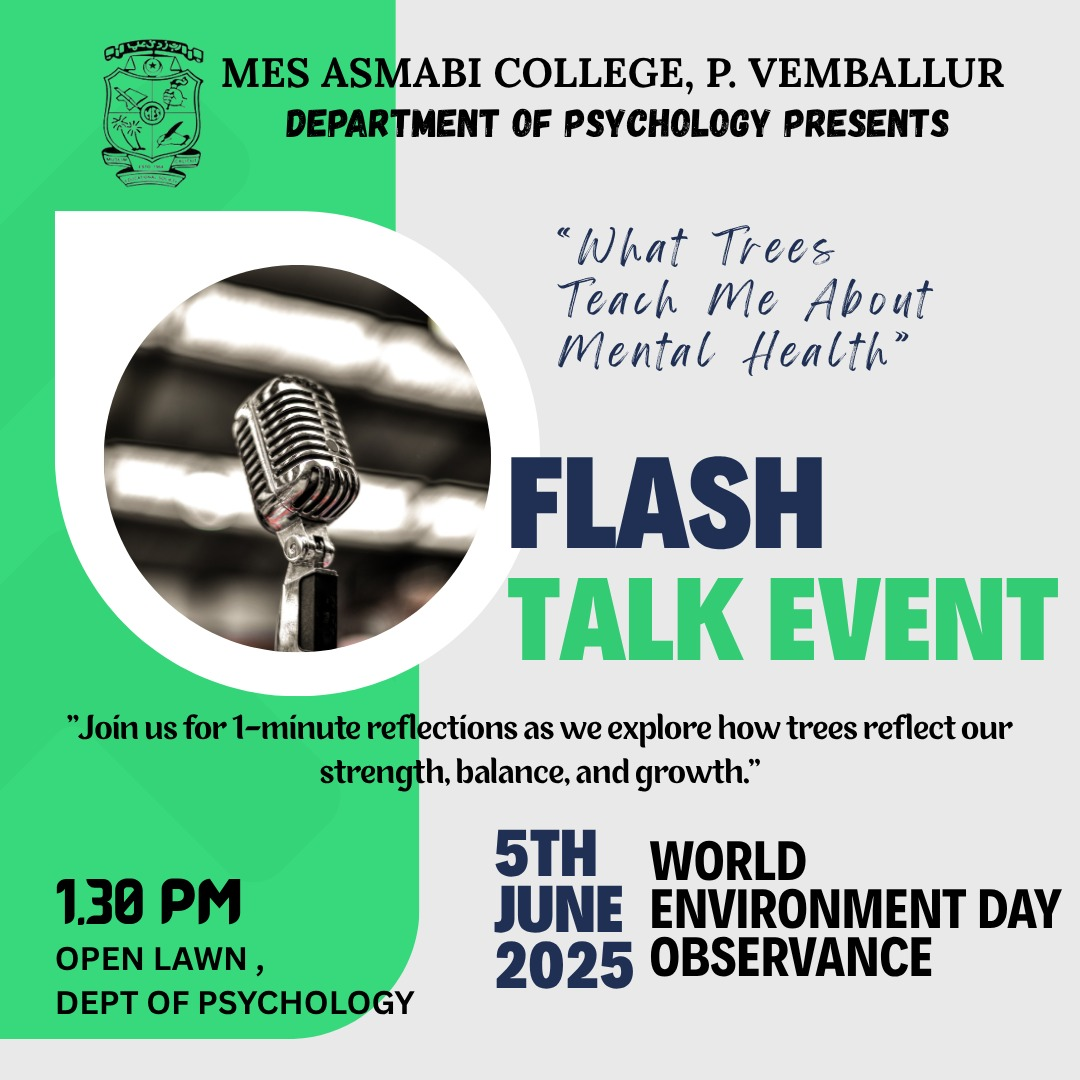 MES ASMABI COLLEGE, P. VEMBALLUR
DEPARTMENT OF PSYCHOLOGY PRESENTS
“What Trees
Teach Me About
Mental Health”
FLASH
TALK EVENT
"Join us for 1-minute reflections as we explore how trees reflect our
strength, balance, and growth."
1.30 PM
OPEN LAWN ,
DEPT OF PSYCHOLOGY
5TH
JUNE
2025
WORLD
ENVIRONMENT DAY
OBSERVANCE